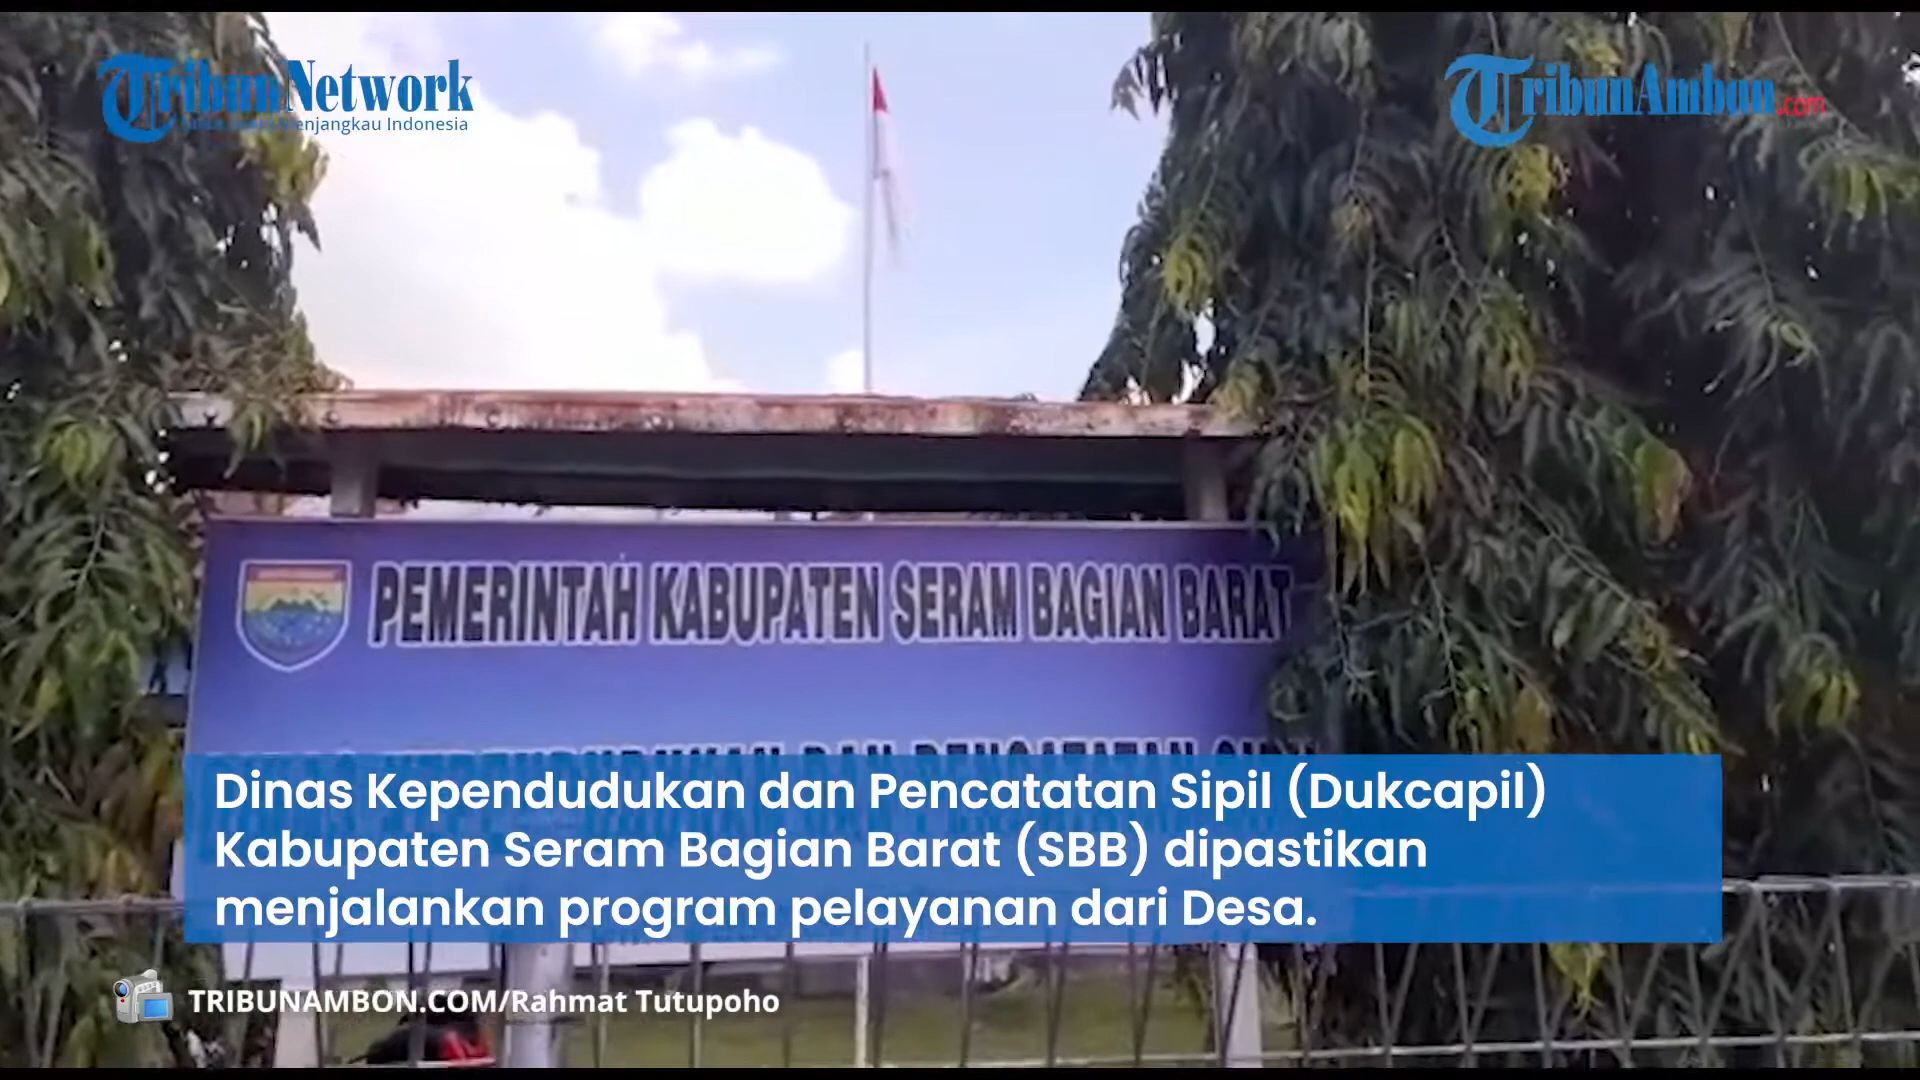 TribunNetwork
Menjangkau Indonesia
TribunAmbon.com
PEMERINTAH KABUPATEN SERAM BAGIAN BARAT
Dinas Kependudukan dan Pencatatan Sipil (Dukcapil)
Kabupaten Seram Bagian Barat (SBB) dipastikan
menjalankan program pelayanan dari Desa.
TRIBUNAMBON.COM/Rahmat Tutupoho